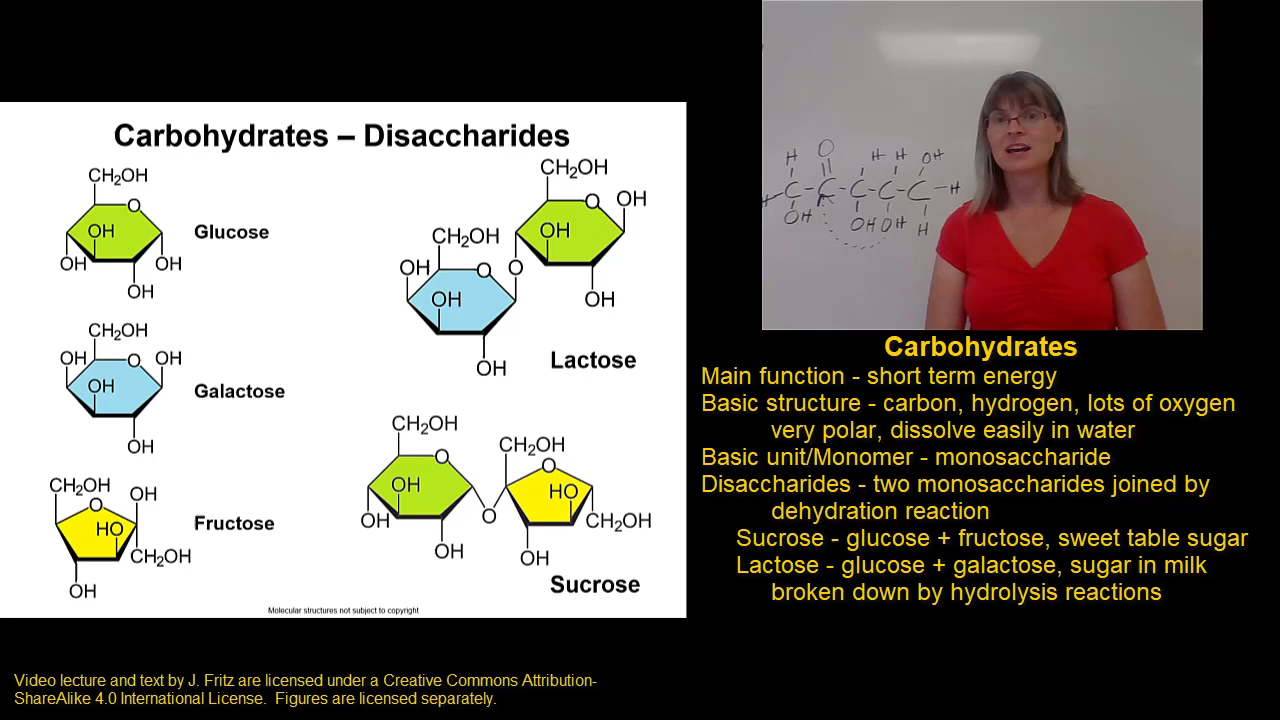 Carbohydrates – Disaccharides
CH₂OH
O
OH
OH
OH
OH
Glucose
CH₂OH
OH
O
OH
OH
OH
Galactose
CH₂OH
O
OH
HO
CH₂OH
OH
Fructose
CH₂OH
O
OH
OH
OH
CH₂OH
OH
O
O
OH
OH
Lactose
CH₂OH
O
OH
OH
OH
O
CH₂OH
O
HO
CH₂OH
OH
Sucrose
Molecular structures not subject to copyright
H O H H OH
H C C C C C H
OH OH OH H
Carbohydrates
Main function - short term energy
Basic structure - carbon, hydrogen, lots of oxygen
very polar, dissolve easily in water
Basic unit/Monomer - monosaccharide
Disaccharides - two monosaccharides joined by
dehydration reaction
Sucrose - glucose + fructose, sweet table sugar
Lactose - glucose + galactose, sugar in milk
broken down by hydrolysis reactions
Video lecture and text by J. Fritz are licensed under a Creative Commons Attribution-
ShareAlike 4.0 International License.  Figures are licensed separately.